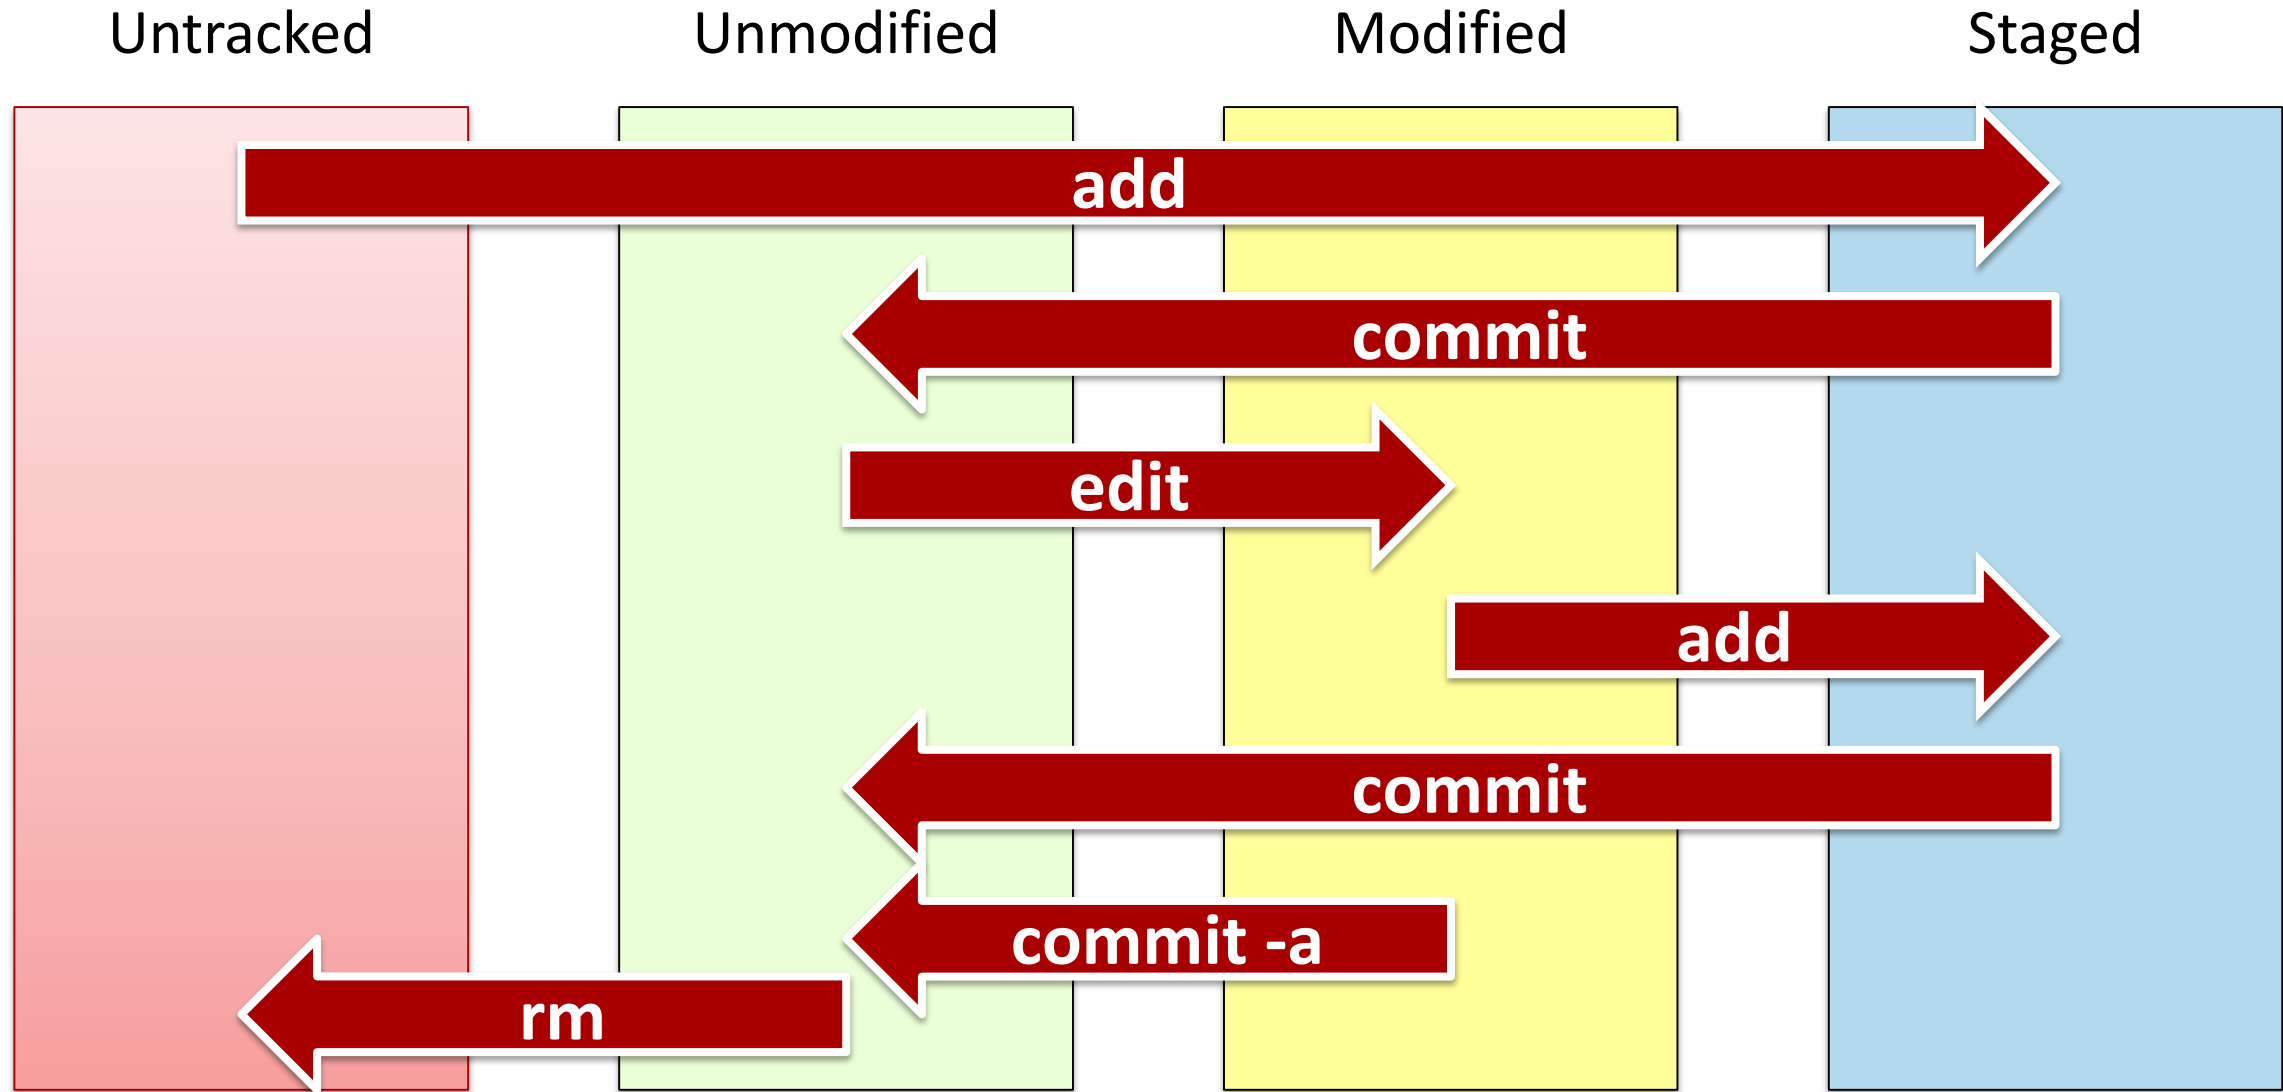 Untracked
Unmodified
Modified
Staged
add
commit
edit
add
commit
commit -a
rm